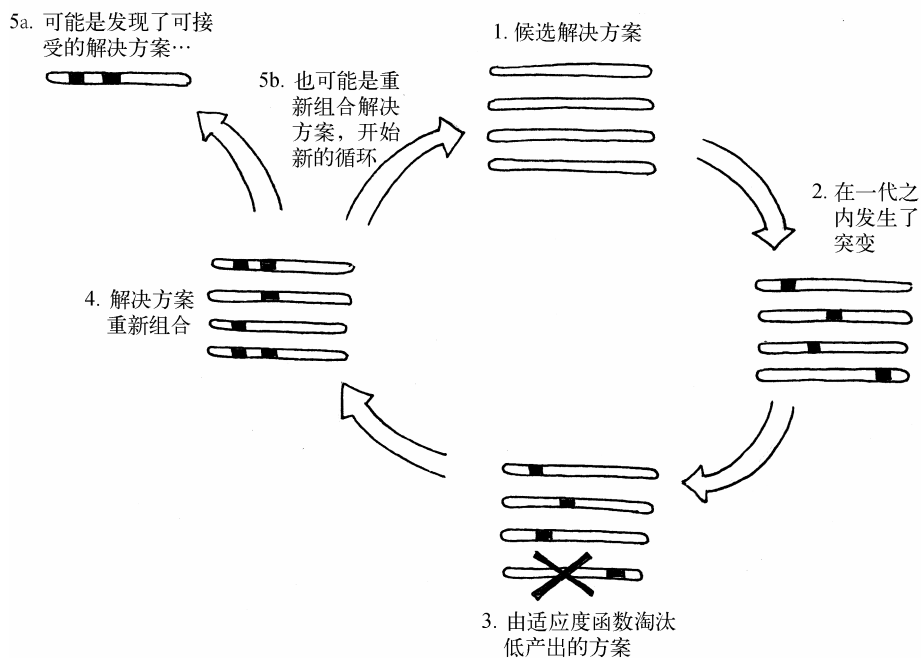 5a. 可能是发现了可接
受的解决方案…
5b. 也可能是重
新组合解决
方案，开始
新的循环
1. 候选解决方案
2. 在一代之
内发生了
突变
3. 由适应度函数淘汰
低产出的方案
4. 解决方案
重新组合